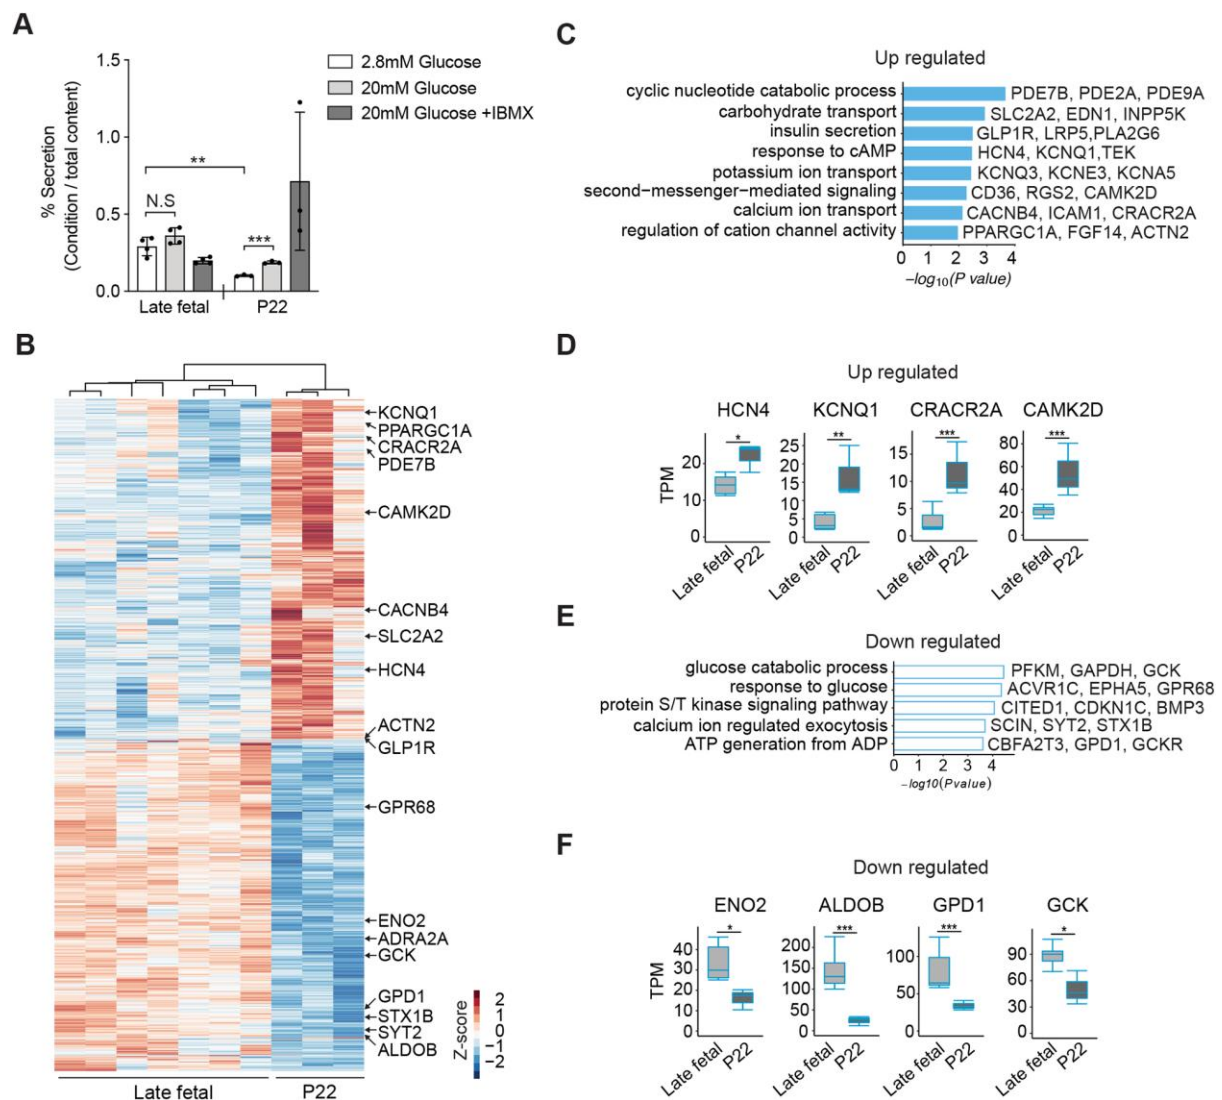 A
1.5
1.0
0.5
0.0
% Secretion
(Condition / total content)
2.8mM Glucose
20mM Glucose
20mM Glucose +IBMX
**
N.S
***
Late fetal
P22
B
KCNQ1
PPARGC1A
CRACR2A
PDE7B
CAMK2D
CACNB4
SLC2A2
HCN4
ACTN2
GLP1R
GPR68
ENO2
ADRA2A
GCK
GPD1
STX1B
SYT2
ALDOB
Z-score
2
1
0
−1
−2
Late fetal
P22
C
Up regulated
cyclic nucleotide catabolic process PDE7B, PDE2A, PDE9A
carbohydrate transport SLC2A2, EDN1, INPP5K
insulin secretion GLP1R, LRP5,PLA2G6
response to cAMP HCN4, KCNQ1,TEK
potassium ion transport KCNQ3, KCNE3, KCNA5
second−messenger−mediated signaling CD36, RGS2, CAMK2D
calcium ion transport CACNB4, ICAM1, CRACR2A
regulation of cation channel activity PPARGC1A, FGF14, ACTN2
0 1 2 3 4
−log10(P value)
D
Up regulated
HCN4 KCNQ1 CRACR2A CAMK2D
* ** *** ***
TPM
20
10
0
25
20
15
10
5
0
15
10
5
0
80
60
40
20
0
Late fetal P22 Late fetal P22 Late fetal P22 Late fetal P22
E
Down regulated
glucose catabolic process PFKM, GAPDH, GCK
response to glucose ACVR1C, EPHA5, GPR68
protein S/T kinase signaling pathway CITED1, CDKN1C, BMP3
calcium ion regulated exocytosis SCIN, SYT2, STX1B
ATP generation from ADP CBFA2T3, GPD1, GCKR
0 1 2 3 4
−log10(Pvalue)
F
Down regulated
ENO2 ALDOB GPD1 GCK
* *** *** *
TPM
40
30
20
10
0
200
150
100
50
0
100
50
0
90
60
30
0
Late fetal P22 Late fetal P22 Late fetal P22 Late fetal P22